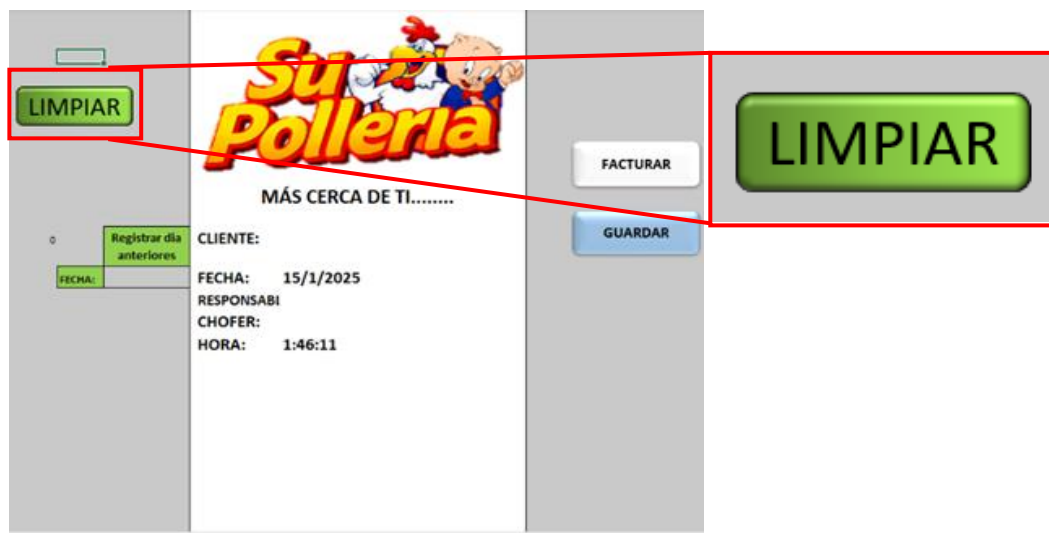 LIMPIAR
Su
Pollería
MÁS CERCA DE TI........
FACTURAR
GUARDAR
0
Registrar dia
anteriores
FECHA:
CLIENTE:
FECHA: 15/1/2025
RESPONSABI
CHOFER:
HORA: 1:46:11
LIMPIAR